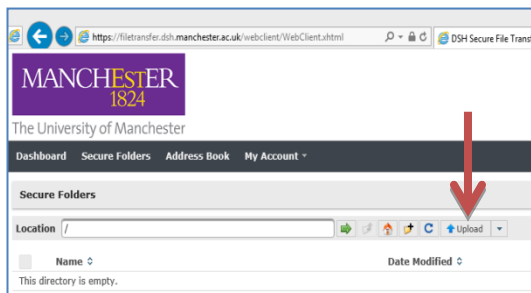 https://filetransfer.dsh.manchester.ac.uk/webclient/WebClient.xhtml DSH Secure File Trans
MANCHESTER
1824
The University of Manchester
Dashboard Secure Folders Address Book My Account
Secure Folders
Location / Upload
Name Date Modified
This directory is empty.